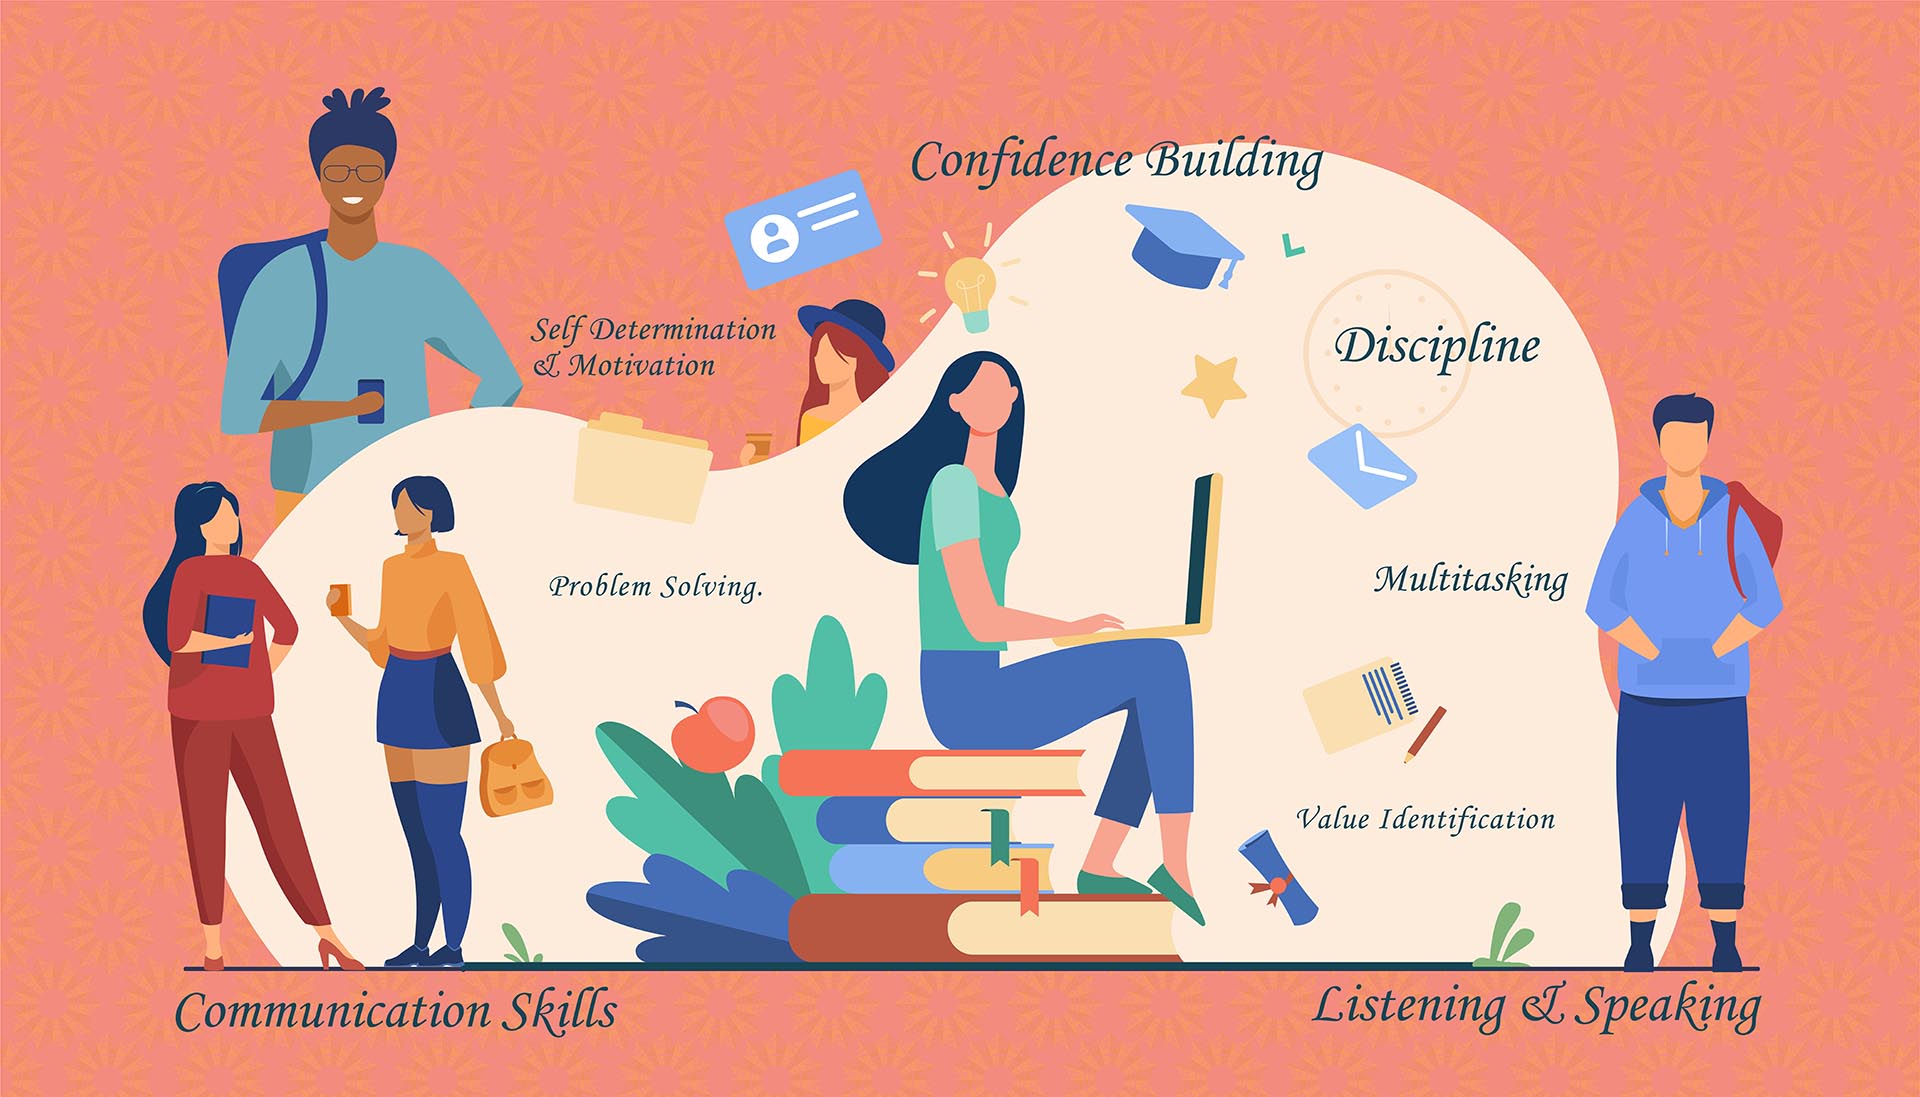 Confidence Building
Self Determination
& Motivation
Discipline
Problem Solving.
Multitasking
Value Identification
Communication Skills
Listening & Speaking